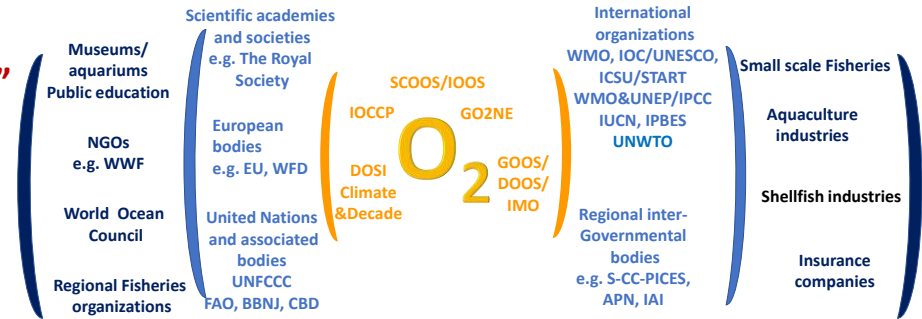 ”
Museums/
aquariums
Public education
NGOs
e.g. WWF
World Ocean
Council
Regional Fisheries
organizations
Scientific academies
and societies
e.g. The Royal
Society
European
bodies
e.g. EU, WFD
United Nations
and associated
bodies
UNFCCC
FAO, BBNJ, CBD
SCOOS/IOOS
IOCCP
GO2NE
O2
DOSI
Climate
&Decade
GOOS/
DOOS/
IMO
International
organizations
WMO, IOC/UNESCO,
ICSU/START
WMO&UNEP/IPCC
IUCN, IPBES
UNWTO
Regional inter-
Governmental
bodies
e.g. S-CC-PICES,
APN, IAI
Small scale Fisheries
Aquaculture
industries
Shellfish industries
Insurance
companies